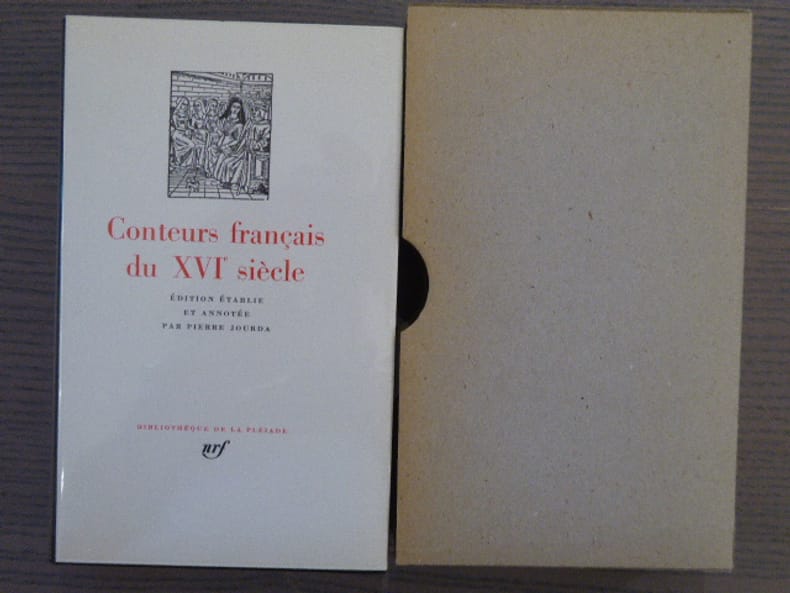 Conteurs français
du XVIᵉ siècle
ÉDITION ÉTABLIE
ET ANNOTÉE
PAR PIERRE JOURDA
BIBLIOTHÈQUE DE LA PLÉIADE
nrf